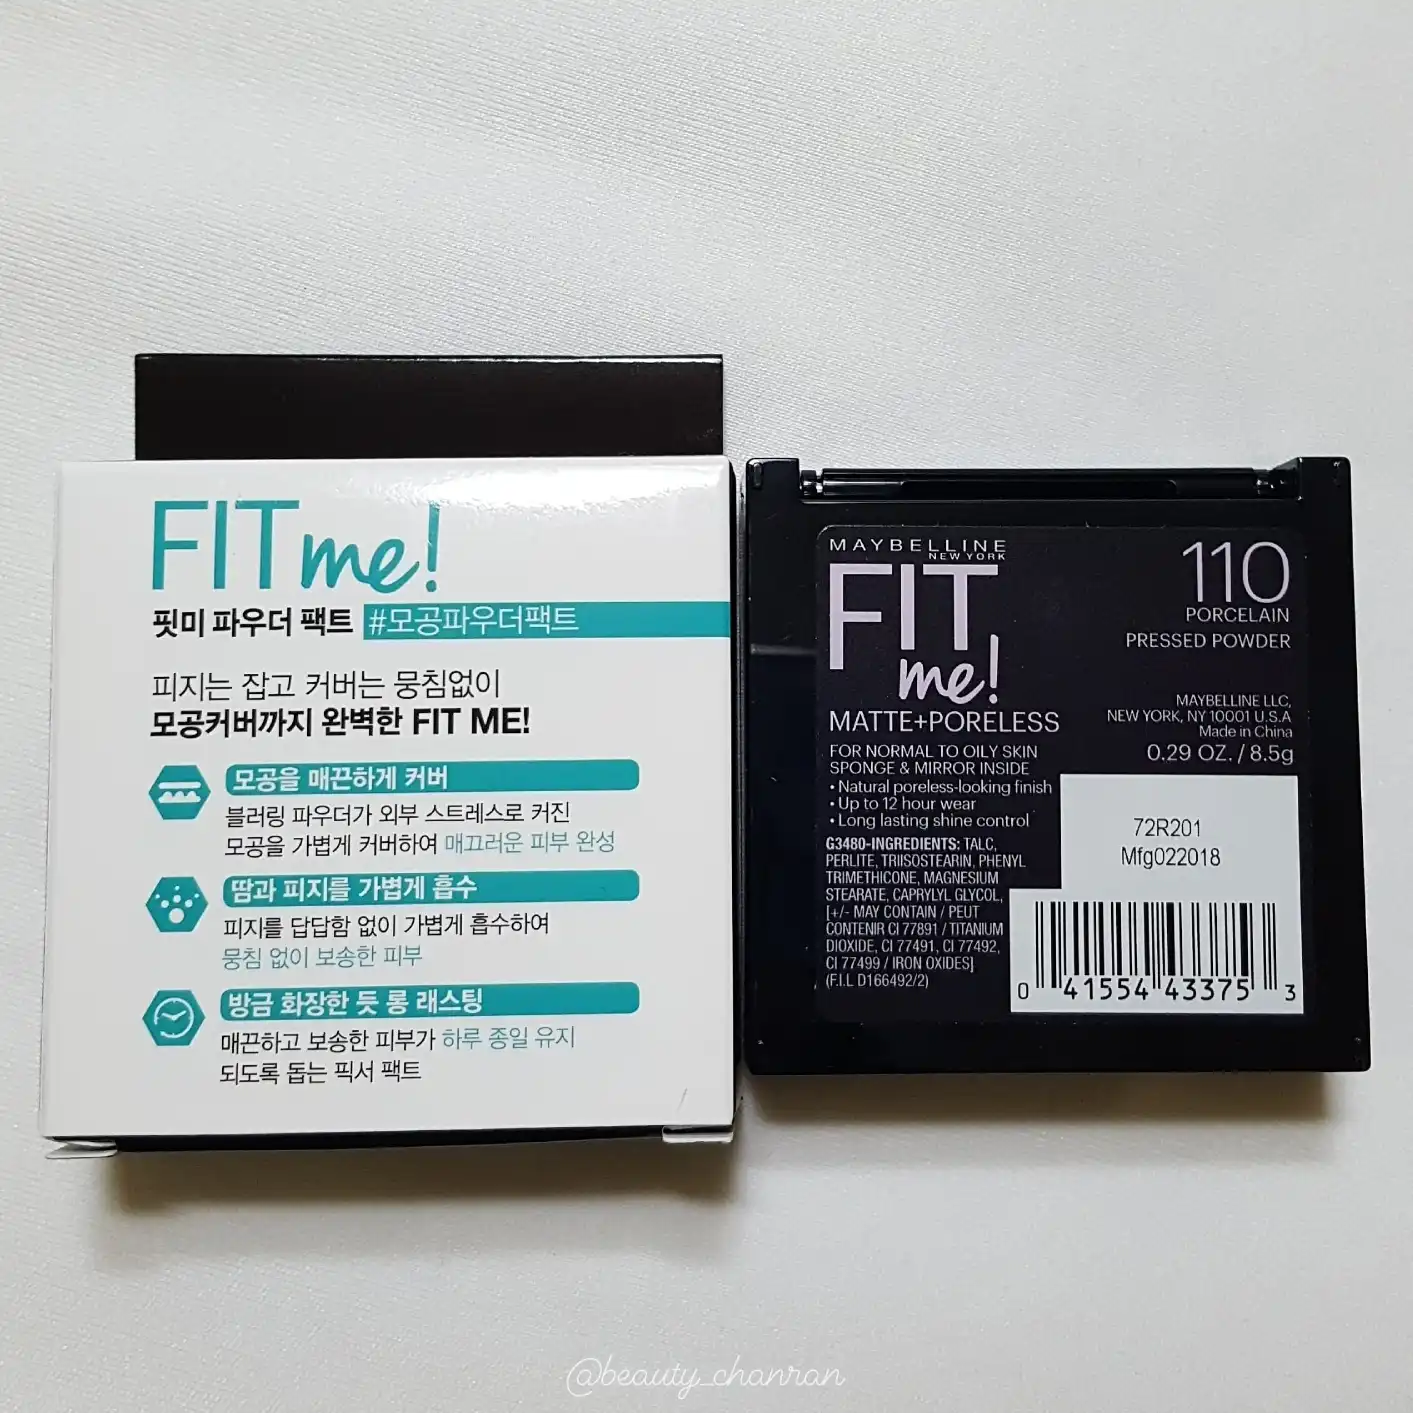 FIT me!
핏미 파우더 팩트 #모공파우더팩트
피지는 잡고 커버는 뭉침없이
모공커버까지 완벽한 FIT ME!
모공을 매끈하게 커버
블러링 파우더가 외부 스트레스로 커진
모공을 가볍게 커버하여 매끄러운 피부 완성
땀과 피지를 가볍게 흡수
피지를 답답함 없이 가볍게 흡수하여
뭉침 없이 보송한 피부
방금 화장한 듯 롱 래스팅
매끈하고 보송한 피부가 하루 종일 유지
되도록 돕는 픽서 팩트
MAYBELLINE
NEW YORK
FIT
me!
MATTE+PORELESS
FOR NORMAL TO OILY SKIN
SPONGE & MIRROR INSIDE
• Natural poreless-looking finish
• Up to 12 hour wear
• Long lasting shine control
G3480-INGREDIENTS: TALC,
PERLITE, TRIISOSTEARIN, PHENYL
TRIMETHICONE, MAGNESIUM
STEARATE, CAPRYLYL GLYCOL,
[+/- MAY CONTAIN / PEUT
CONTENIR CI 77891 / TITANIUM
DIOXIDE, CI 77491, CI 77492,
CI 77499 / IRON OXIDES]
(F.I.L D166492/2)
110
PORCELAIN
PRESSED POWDER
MAYBELLINE LLC,
NEW YORK, NY 10001 U.S.A
Made in China
0.29 OZ. / 8.5g
72R201
Mfg022018
0 41554 43375 3
@beauty_chanran